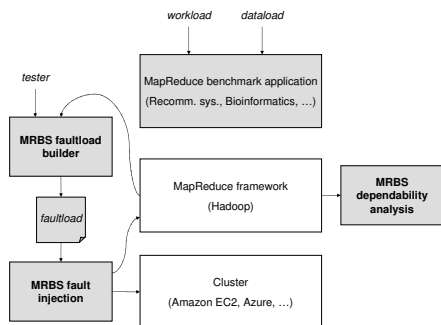 workload
dataload
tester
MapReduce benchmark application
(Recomm. sys., Bioinformatics, …)
MRBS faultload
builder
MapReduce framework
(Hadoop)
MRBS
dependability
analysis
faultload
MRBS fault
injection
Cluster
(Amazon EC2, Azure, …)